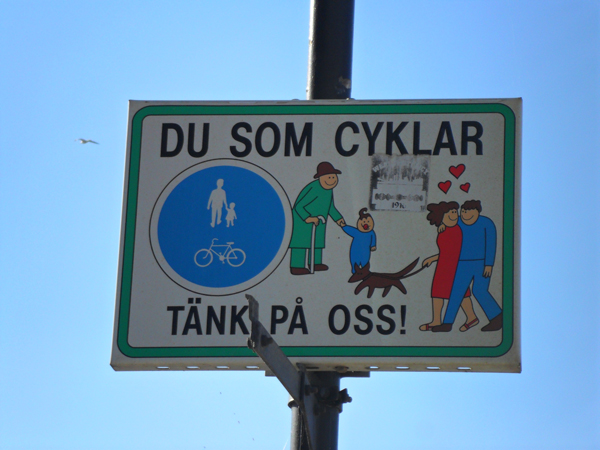 DU SOM CYKLAR
TÄNK PÅ OSS!